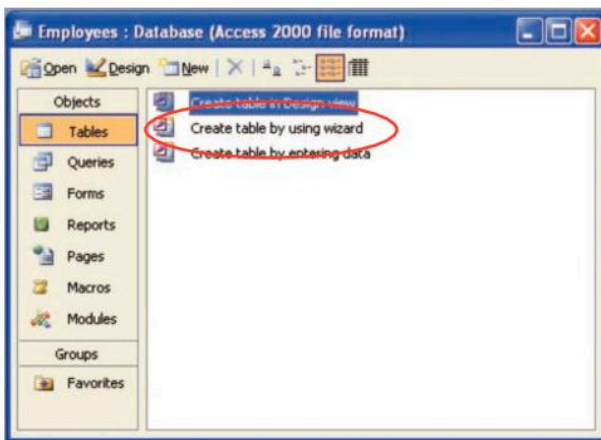 Employees : Database (Access 2000 file format)
Open Design New
Objects
Tables
Queries
Forms
Reports
Pages
Macros
Modules
Groups
Favorites
Create table in Design view
Create table by using wizard
Create table by entering data